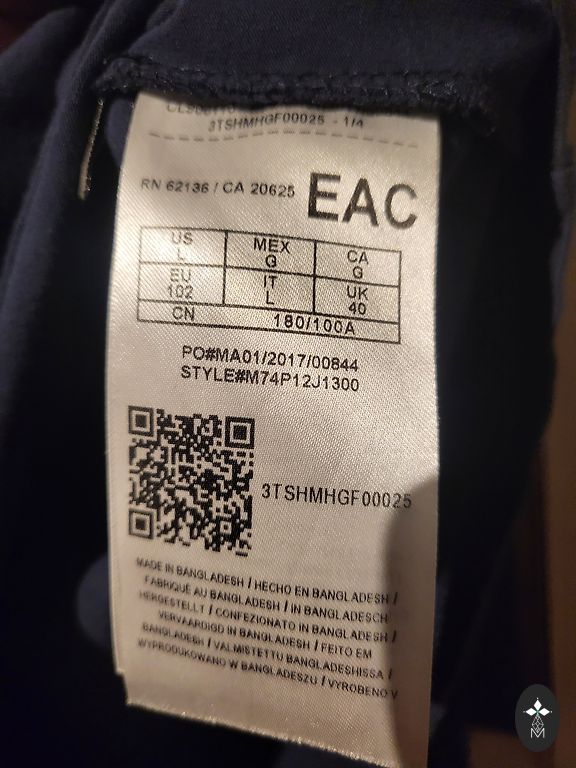 3TSHMHGF00025 - 1/4
RN 62136 / CA 20625
EAC
US L
MEX G
CA G
EU 102
IT L
UK 40
CN 180/100A
PO#MA01/2017/00844
STYLE#M74P12J1300
3TSHMHGF00025
MADE IN BANGLADESH / HECHO EN BANGLADESH /
FABRIQUÉ AU BANGLADESH / IN BANGLADESCH
HERGESTELLT / CONFEZIONATO IN BANGLADESH /
VERVAARDIGD IN BANGLADESH / FEITO EM
BANGLADESH / VALMISTETTU BANGLADESHISSA /
WYPRODUKOWANO W BANGLADESZU / VYROBENO V
M